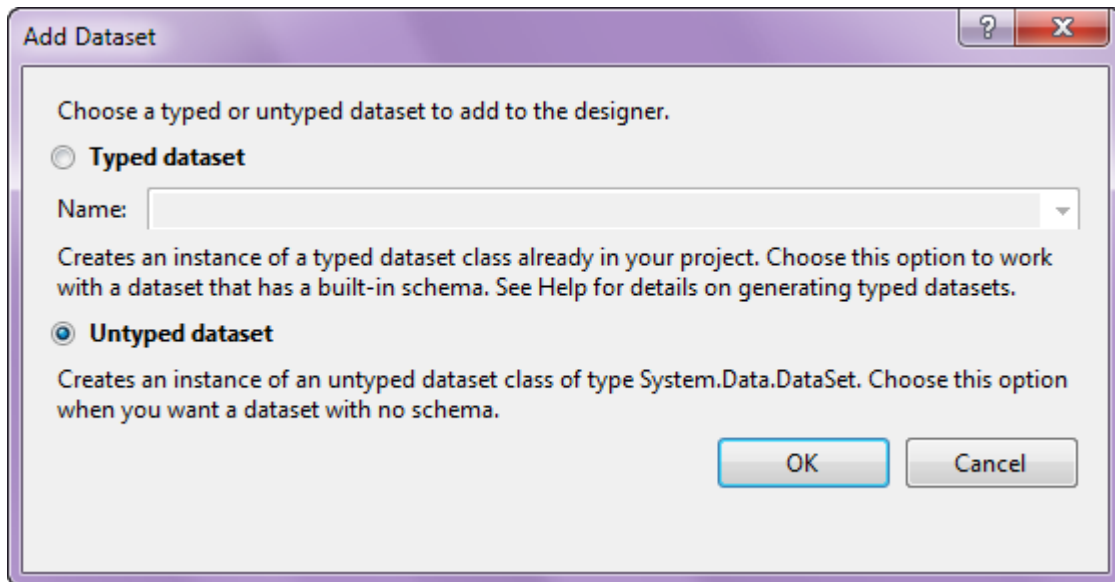 Add Dataset
?
X
Choose a typed or untyped dataset to add to the designer.
Typed dataset
Name:
Creates an instance of a typed dataset class already in your project. Choose this option to work
with a dataset that has a built-in schema. See Help for details on generating typed datasets.
Untyped dataset
Creates an instance of an untyped dataset class of type System.Data.DataSet. Choose this option
when you want a dataset with no schema.
OK Cancel